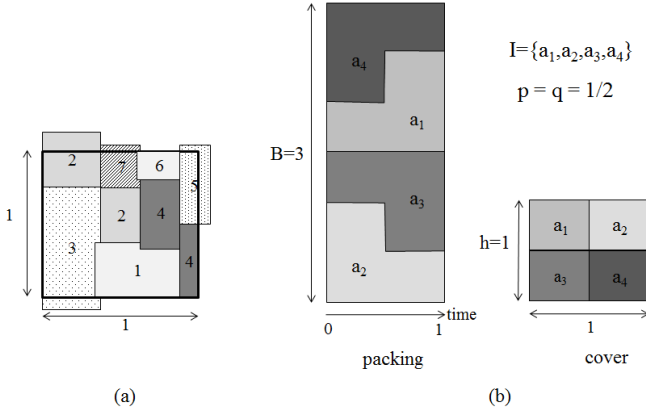 2
7
6
5
1
2
4
3
1
4
1
(a)
a₄
a₁
B=3
a₃
a₂
0
1
time
packing
I={a₁,a₂,a₃,a₄}
p = q = 1/2
a₁
a₂
h=1
a₃
a₄
1
cover
(b)